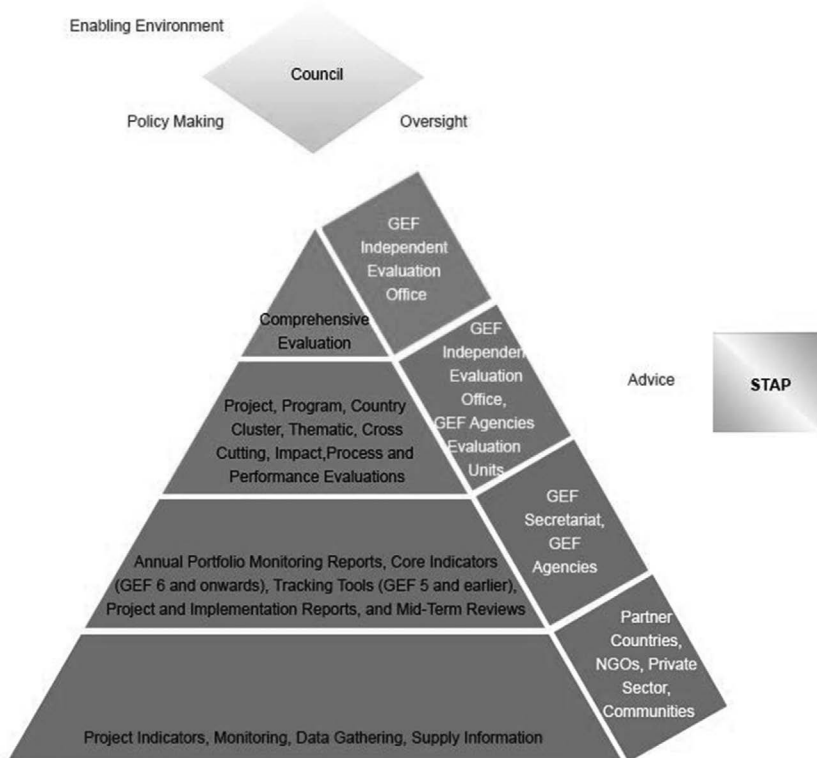 Enabling Environment
Council
Policy Making
Oversight
GEF
Independent
Evaluation
Office
Comprehensive
Evaluation
GEF
Independent
Evaluation
Office,
GEF Agencies
Evaluation
Units
Advice
STAP
Project, Program, Country
Cluster, Thematic, Cross
Cutting, Impact,Process and
Performance Evaluations
GEF
Secretariat,
GEF
Agencies
Annual Portfolio Monitoring Reports, Core Indicators
(GEF 6 and onwards), Tracking Tools (GEF 5 and earlier),
Project and Implementation Reports, and Mid-Term Reviews
Partner
Countries,
NGOs, Private
Sector,
Communities
Project Indicators, Monitoring, Data Gathering, Supply Information